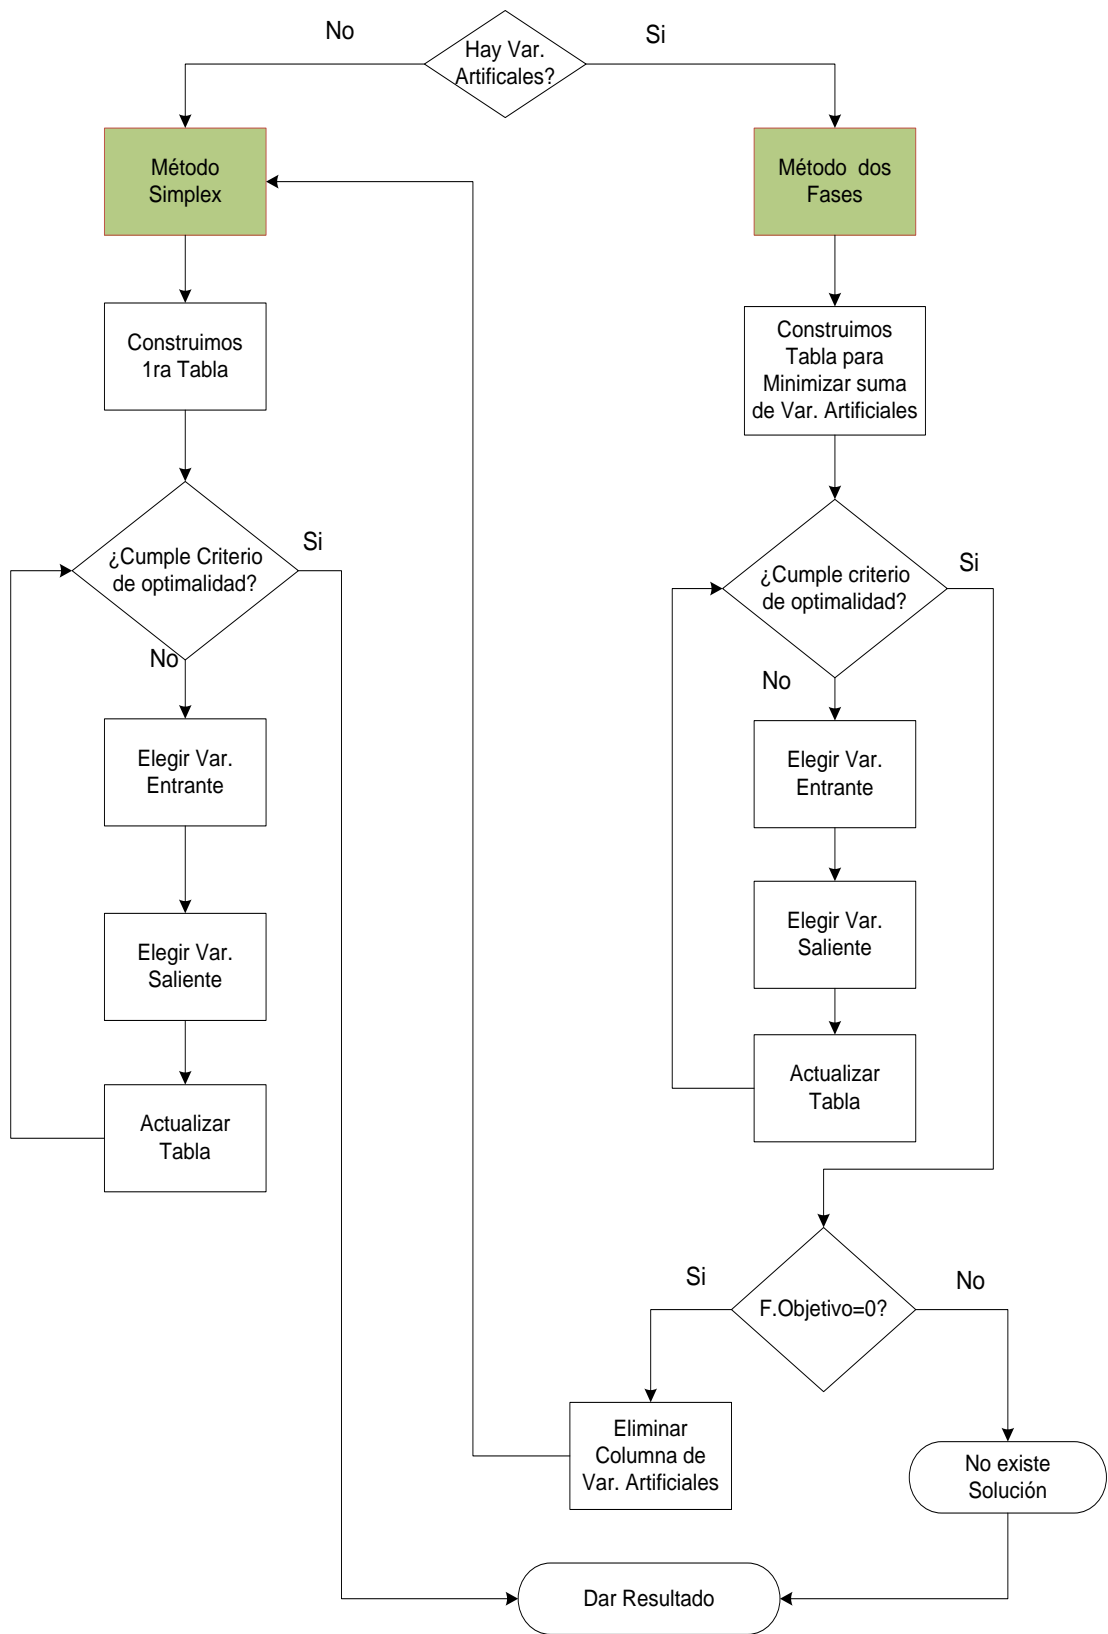 No
Si
Hay Var.
Artificales?
Método
Simplex
Método dos
Fases
Construimos
1ra Tabla
Construimos
Tabla para
Minimizar suma
de Var. Artificiales
¿Cumple Criterio
de optimalidad?
Si
No
¿Cumple criterio
de optimalidad?
Si
No
Elegir Var.
Entrante
Elegir Var.
Entrante
Elegir Var.
Saliente
Elegir Var.
Saliente
Actualizar
Tabla
Actualizar
Tabla
Si
No
F.Objetivo=0?
Eliminar
Columna de
Var. Artificiales
No existe
Solución
Dar Resultado